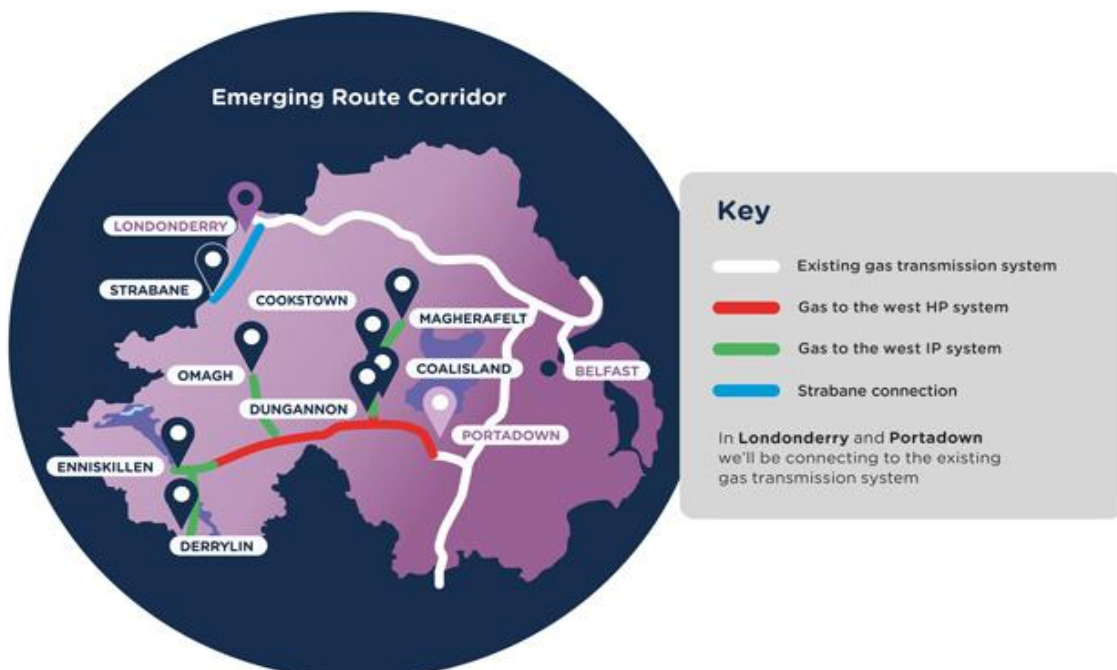 Emerging Route Corridor
LONDONDERRY
STRABANE
COOKSTOWN
MAGHERAFELT
OMAGH
COALISLAND
BELFAST
DUNGANNON
PORTADOWN
ENNISKILLEN
DERRYLIN
Key
Existing gas transmission system
Gas to the west HP system
Gas to the west IP system
Strabane connection
In Londonderry and Portadown
we'll be connecting to the existing
gas transmission system